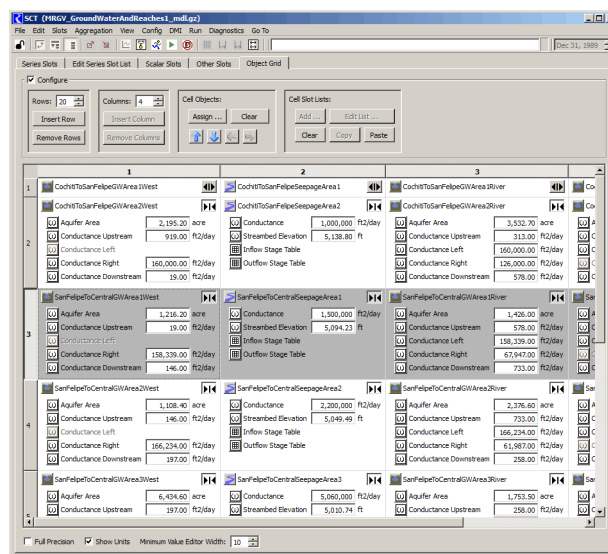 SCT (MRGV_GroundWaterAndReaches1_mdl.gz)
File Edit Slots Aggregation View Config DMI Run Diagnostics Go To
Dec 31, 1989
Series Slots Edit Series Slot List Scalar Slots Other Slots Object Grid
Configure
Rows: 20 Columns: 4 Cell Objects: Cell Slot Lists:
Insert Row Insert Column Assign ... Clear Add ... Edit List ...
Remove Rows Remove Columns Clear Copy Paste
1 2 3
1 CochitiToSanFelipeGWArea1West CochitiToSanFelipeSeepageArea1 CochitiToSanFelipeGWArea1River
CochitiToSanFelipeGWArea2West CochitiToSanFelipeSeepageArea2 CochitiToSanFelipeGWArea2River
Aquifer Area 2,195.20 acre Conductance 1,000,000 ft2/day Aquifer Area 3,532.70 acre
Conductance Upstream 919.00 ft2/day Streambed Elevation 5,138.80 ft Conductance Upstream 313.00 ft2/day
2 Conductance Left Inflow Stage Table Conductance Left 160,000.00 ft2/day
Conductance Right 160,000.00 ft2/day Outflow Stage Table Conductance Right 126,000.00 ft2/day
Conductance Downstream 19.00 ft2/day Conductance Downstream 578.00 ft2/day
SanFelipeToCentralGWArea1West SanFelipeToCentralSeepageArea1 SanFelipeToCentralGWArea1River
Aquifer Area 1,216.20 acre Conductance 1,500,000 ft2/day Aquifer Area 1,426.00 acre
Conductance Upstream 19.00 ft2/day Streambed Elevation 5,094.23 ft Conductance Upstream 578.00 ft2/day
3 Conductance Left Inflow Stage Table Conductance Left 158,339.00 ft2/day
Conductance Right 158,339.00 ft2/day Outflow Stage Table Conductance Right 67,947.00 ft2/day
Conductance Downstream 146.00 ft2/day Conductance Downstream 733.00 ft2/day
SanFelipeToCentralGWArea2West SanFelipeToCentralSeepageArea2 SanFelipeToCentralGWArea2River
Aquifer Area 1,108.40 acre Conductance 2,200,000 ft2/day Aquifer Area 2,376.60 acre
Conductance Upstream 146.00 ft2/day Streambed Elevation 5,049.49 ft Conductance Upstream 733.00 ft2/day
4 Conductance Left Inflow Stage Table Conductance Left 166,234.00 ft2/day
Conductance Right 166,234.00 ft2/day Outflow Stage Table Conductance Right 61,987.00 ft2/day
Conductance Downstream 197.00 ft2/day Conductance Downstream 258.00 ft2/day
SanFelipeToCentralGWArea3West SanFelipeToCentralSeepageArea3 SanFelipeToCentralGWArea3River
Aquifer Area 6,434.60 acre Conductance 5,060,000 ft2/day Aquifer Area 1,753.50 acre
Conductance Upstream 197.00 ft2/day Streambed Elevation 5,010.74 ft Conductance Upstream 258.00 ft2/day
Full Precision Show Units Minimum Value Editor Width: 10